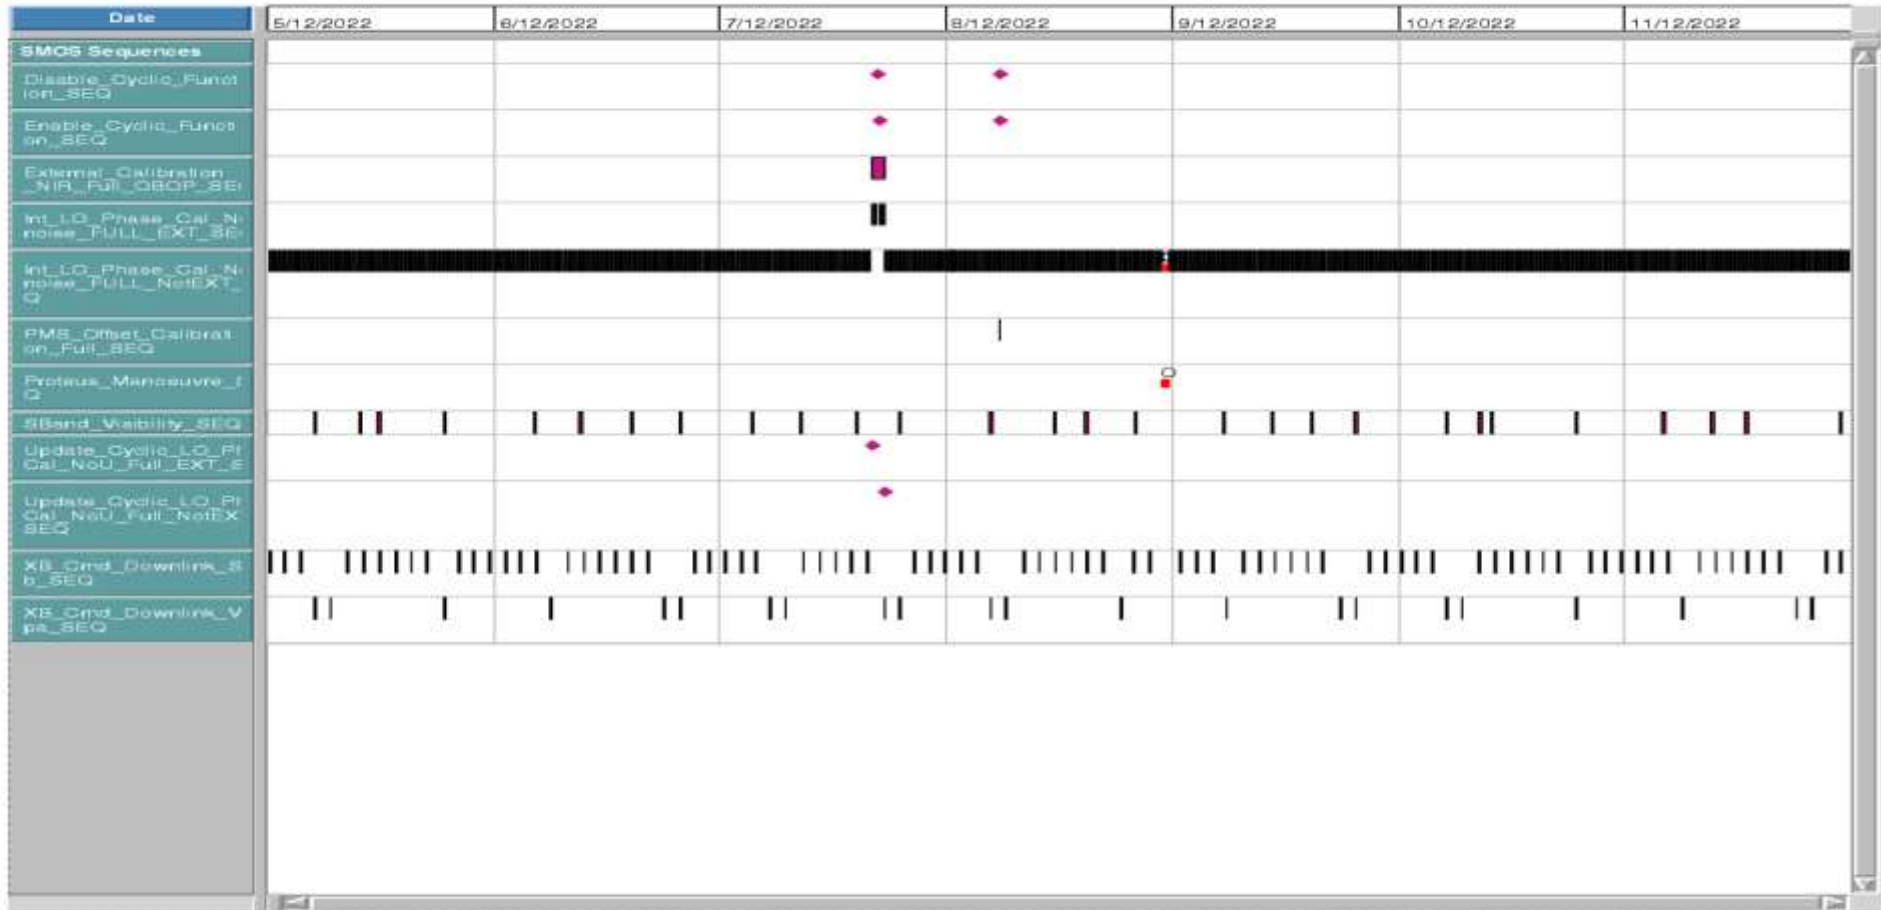 Date
5/12/2022 6/12/2022 7/12/2022 8/12/2022 9/12/2022 10/12/2022 11/12/2022
SMOS Sequences
Disable_Cyclic_Funct
ion_SEQ
Enable_Cyclic_Functi
on_SEQ
External_Calibration
_NIR_Full_OBOP_SE
Int_LO_Phase_Cal_N
noise_FULL_EXT_SE
Int_LO_Phase_Cal_N
noise_FULL_NotEXT_
Q
PMS_Offset_Calibrati
on_Full_SEQ
Proteus_Manoeuvre_
Q
SBand_Visibility_SEQ
Update_Cyclic_LO_Pl
Cal_NoU_Full_EXT_S
Update_Cyclic_LO_Pl
Cal_NoU_Full_NotEX
SEQ
XB_Cmd_Downlink_S
b_SEQ
XB_Cmd_Downlink_V
pa_SEQ